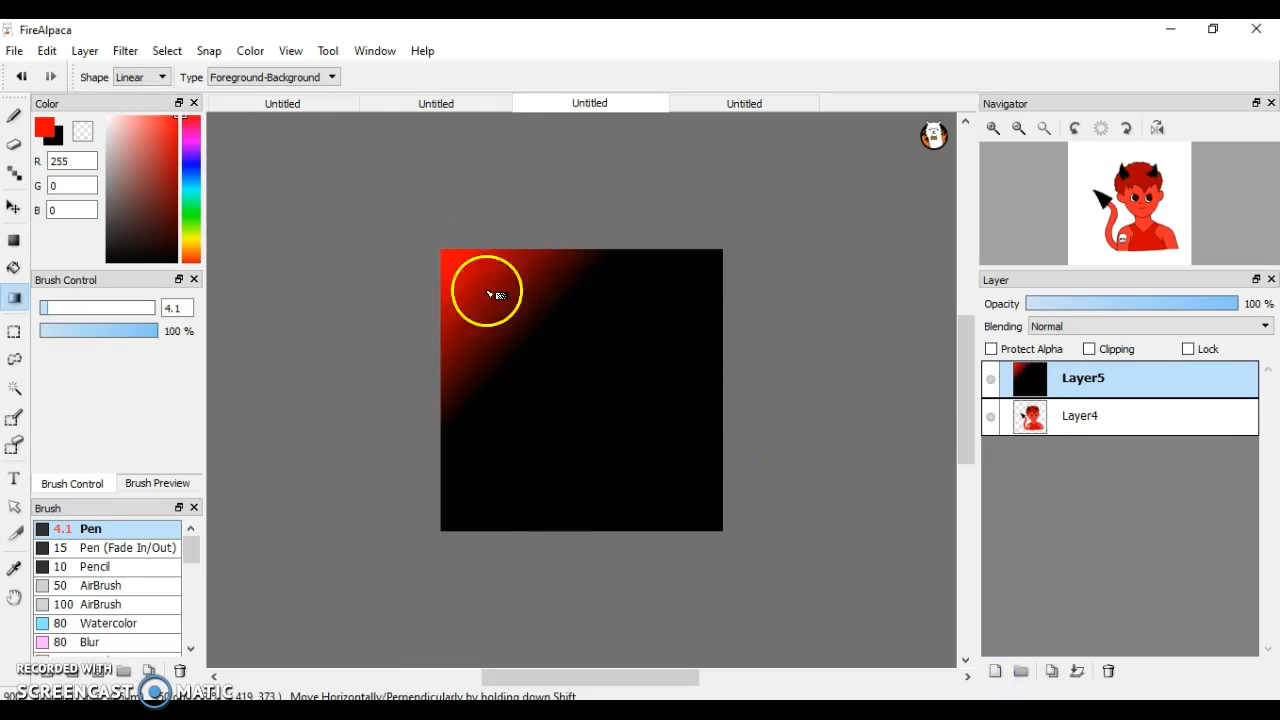 FireAlpaca
File Edit Layer Filter Select Snap Color View Tool Window Help
Shape Linear Type Foreground-Background
Color Untitled Untitled Untitled Untitled Navigator
R 255
G 0
B 0
Brush Control
4.1
100 %
Layer
Opacity 100 %
Blending Normal
Protect Alpha Clipping Lock
Layer5
Layer4
Brush Control Brush Preview
Brush
4.1 Pen
15 Pen (Fade In/Out)
10 Pencil
50 AirBrush
100 AirBrush
80 Watercolor
80 Blur
RECORDED WITH
SCREENCAST MATIC
419, 373 ) Move Horizontally/Perpendicularly by holding down Shift